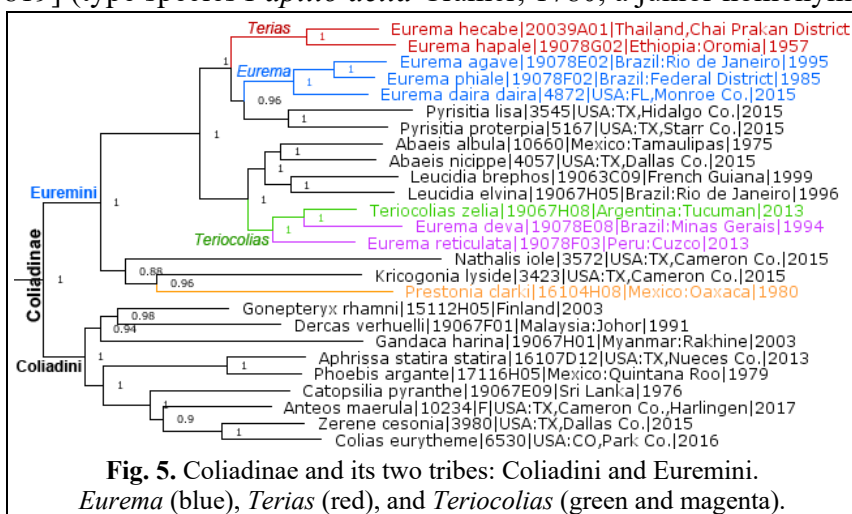 Terias
Eurema hecabe|20039A01|Thailand,Chai Prakan District
Eurema hapale|19078G02|Ethiopia:Oromia|1957
1
1
Eurema
Eurema agave|19078E02|Brazil:Rio de Janeiro|1995
1
Eurema phiale|19078F02|Brazil:Federal District|1985
1
Eurema daira daira|4872|USA:FL,Monroe Co.|2015
0.96
Pyrisitia lisa|3545|USA:TX,Hidalgo Co.|2015
1
Pyrisitia proterpia|5167|USA:TX,Starr Co.|2015
1
Abaeis albula|10660|Mexico:Tamaulipas|1975
1
Abaeis nicippe|4057|USA:TX,Dallas Co.|2015
1
Leucidia brephos|19063C09|French Guiana|1999
1
Leucidia elvina|19067H05|Brazil:Rio de Janeiro|1996
Euremini
1
1
Teriocolias zelia|19067H08|Argentina:Tucuman|2013
1
Eurema deva|19078E08|Brazil:Minas Gerais|1994
1
Teriocolias
Eurema reticulata|19078F03|Peru:Cuzco|2013
Nathalis iole|3572|USA:TX,Cameron Co.|2015
0.88
Kricogonia lyside|3423|USA:TX,Cameron Co.|2015
0.96
Prestonia clarki|16104H08|Mexico:Oaxaca|1980
Coliadinae
1
Gonepteryx rhamni|15112H05|Finland|2003
0.98
Dercas verhuelli|19067F01|Malaysia:Johor|1991
0.94
Gandaca harina|19067H01|Myanmar:Rakhine|2003
Coliadini
1
Aphrissa statira statira|16107D12|USA:TX,Nueces Co.|2013
1
Phoebis argante|17116H05|Mexico:Quintana Roo|1979
1
Catopsilia pyranthe|19067E09|Sri Lanka|1976
1
Anteos maerula|10234|F|USA:TX,Cameron Co.,Harlingen|2017
0.9
Zerene cesonia|3980|USA:TX,Dallas Co.|2015
1
Colias eurytheme|6530|USA:CO,Park Co.|2016
Fig. 5. Coliadinae and its two tribes: Coliadini and Euremini.
Eurema (blue), Terias (red), and Teriocolias (green and magenta).